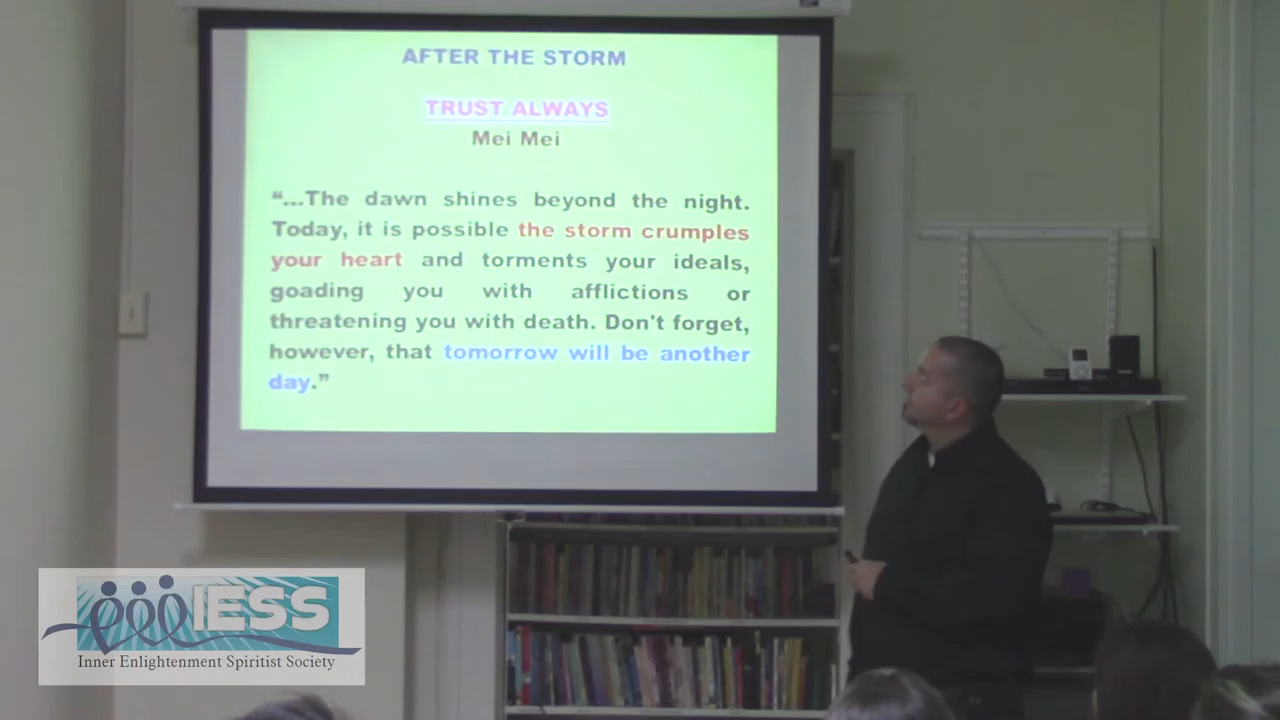 AFTER THE STORM
TRUST ALWAYS
Mei Mei
“...The dawn shines beyond the night.
Today, it is possible the storm crumples
your heart and torments your ideals,
goading you with afflictions or
threatening you with death. Don't forget,
however, that tomorrow will be another
day.”
IESS
Inner Enlightenment Spiritist Society